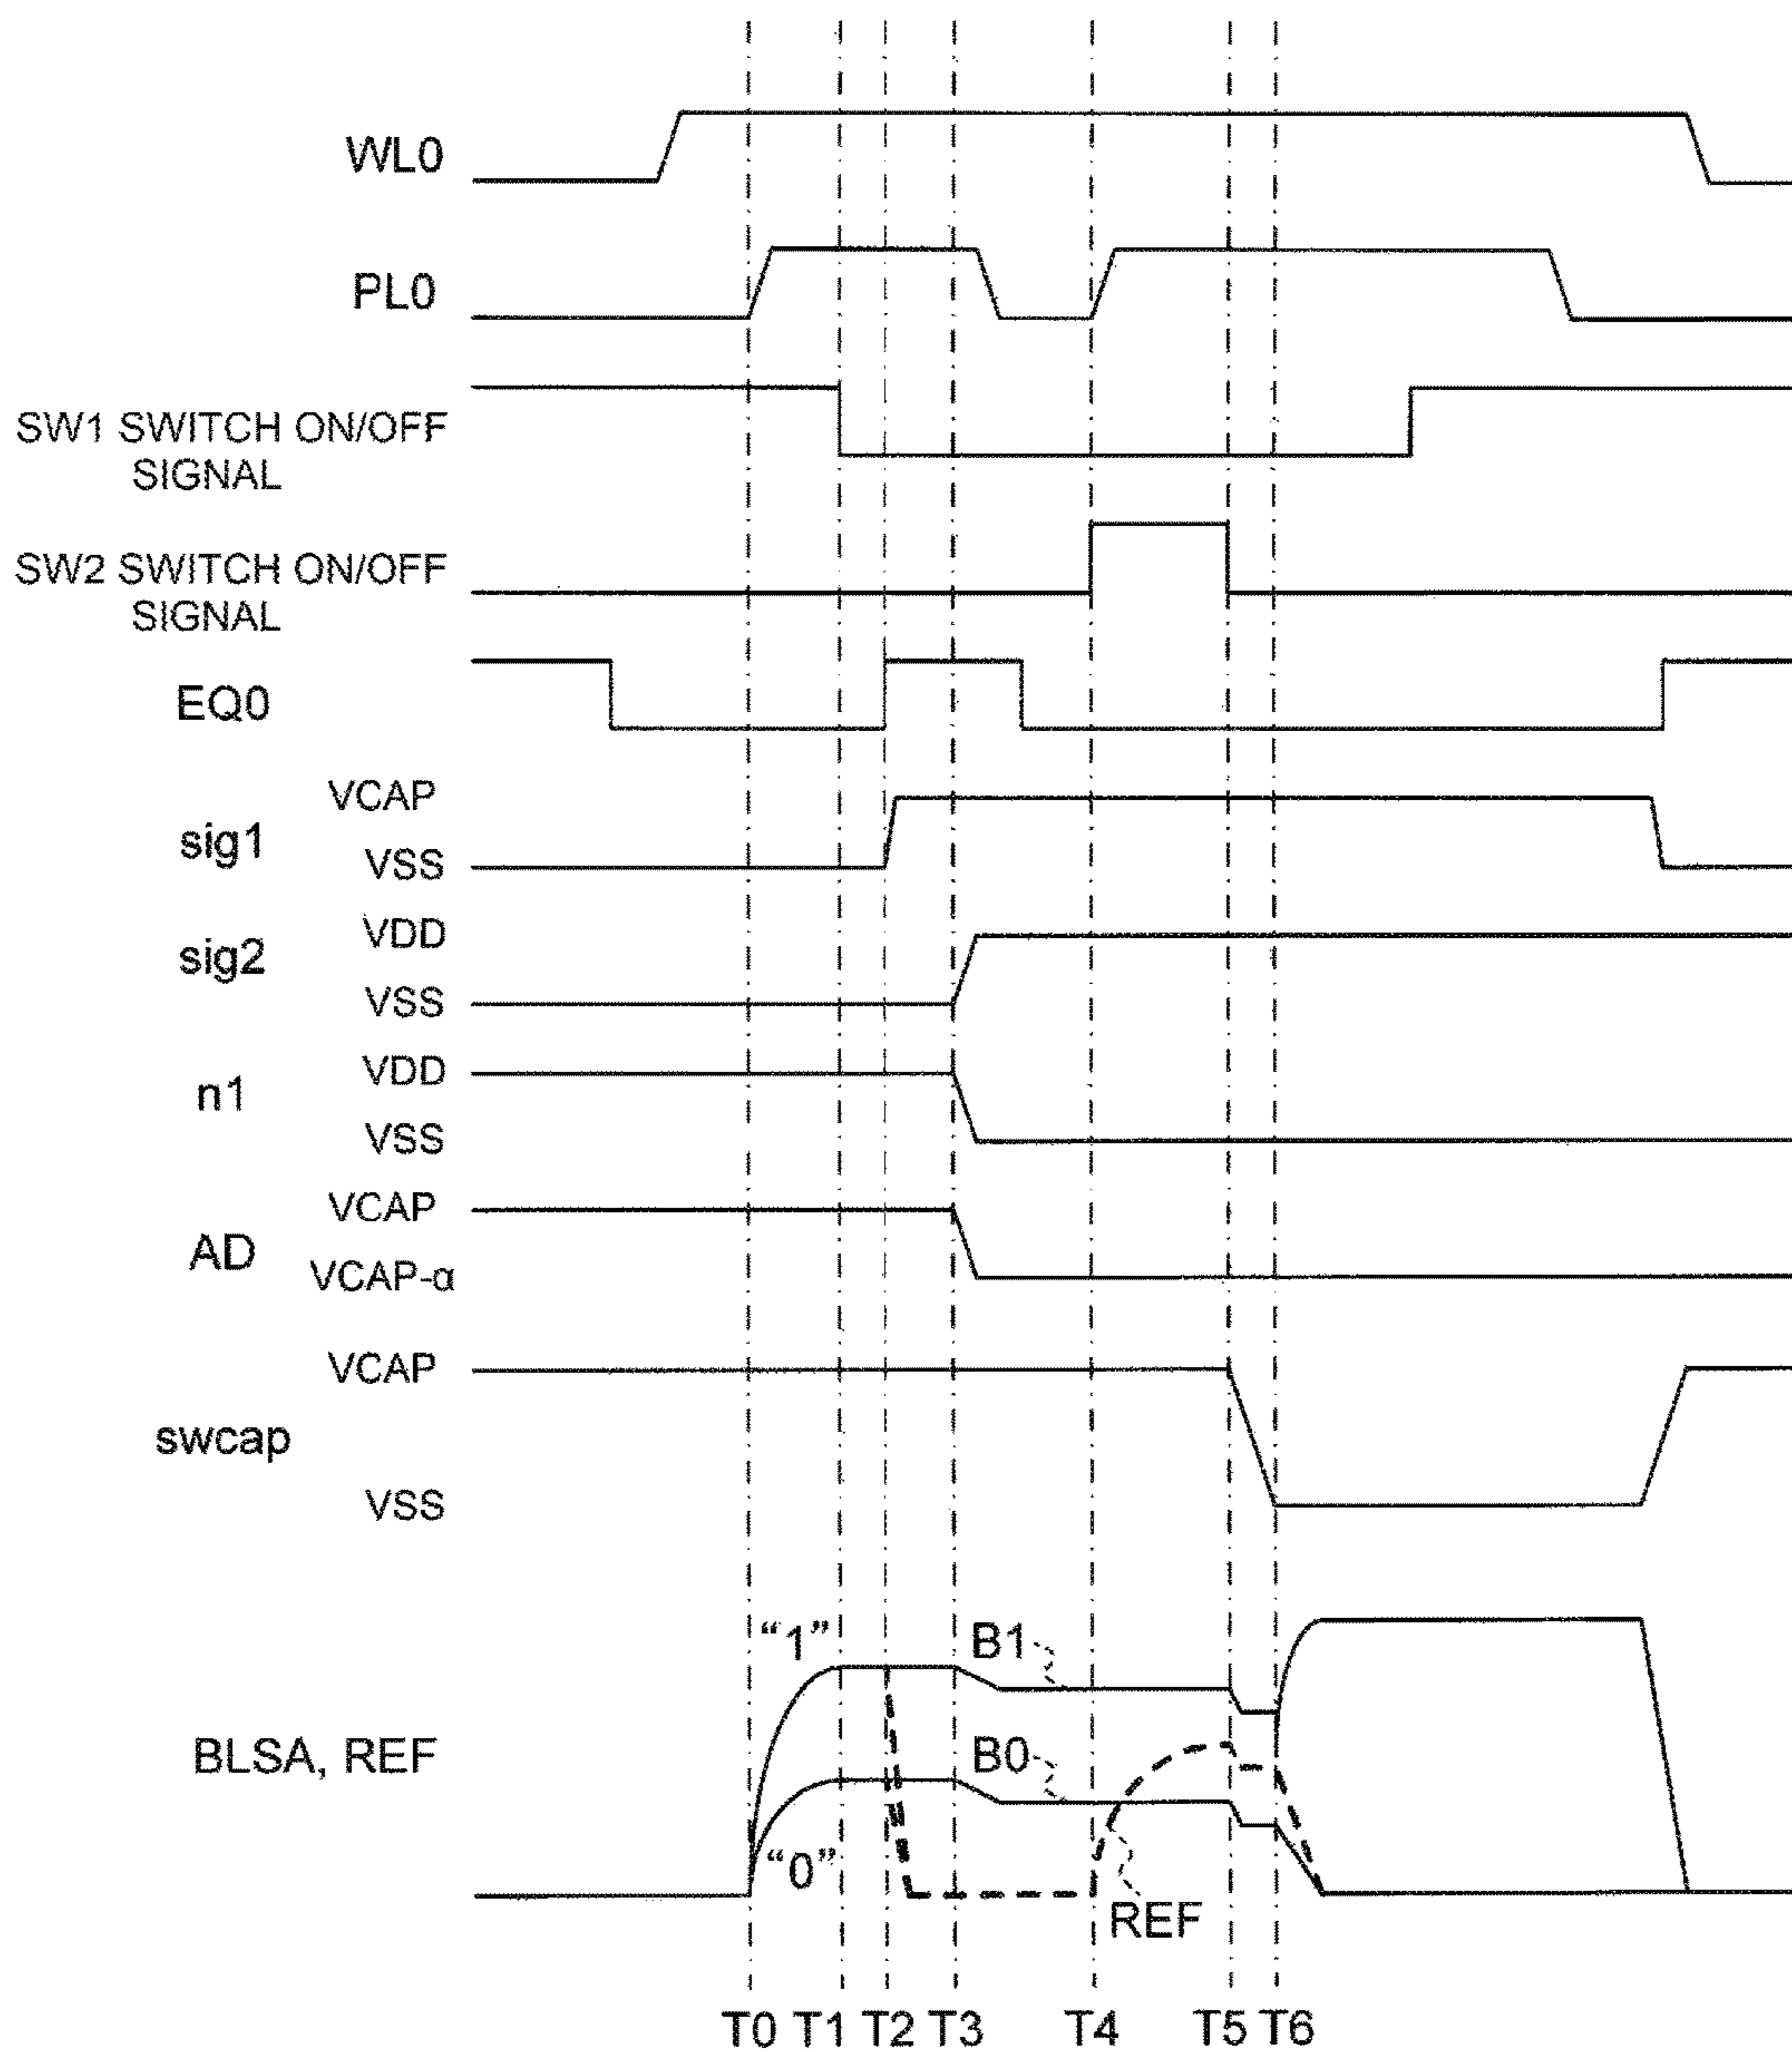 WL0
PL0
SW1 SWITCH ON/OFF
SIGNAL
SW2 SWITCH ON/OFF
SIGNAL
EQ0
sig1
VCAP
VSS
sig2
VDD
VSS
n1
VDD
VSS
AD
VCAP
VCAP-α
swcap
VCAP
VSS
BLSA, REF
“1”
“0”
B1
B0
REF
T0 T1 T2 T3 T4 T5 T6